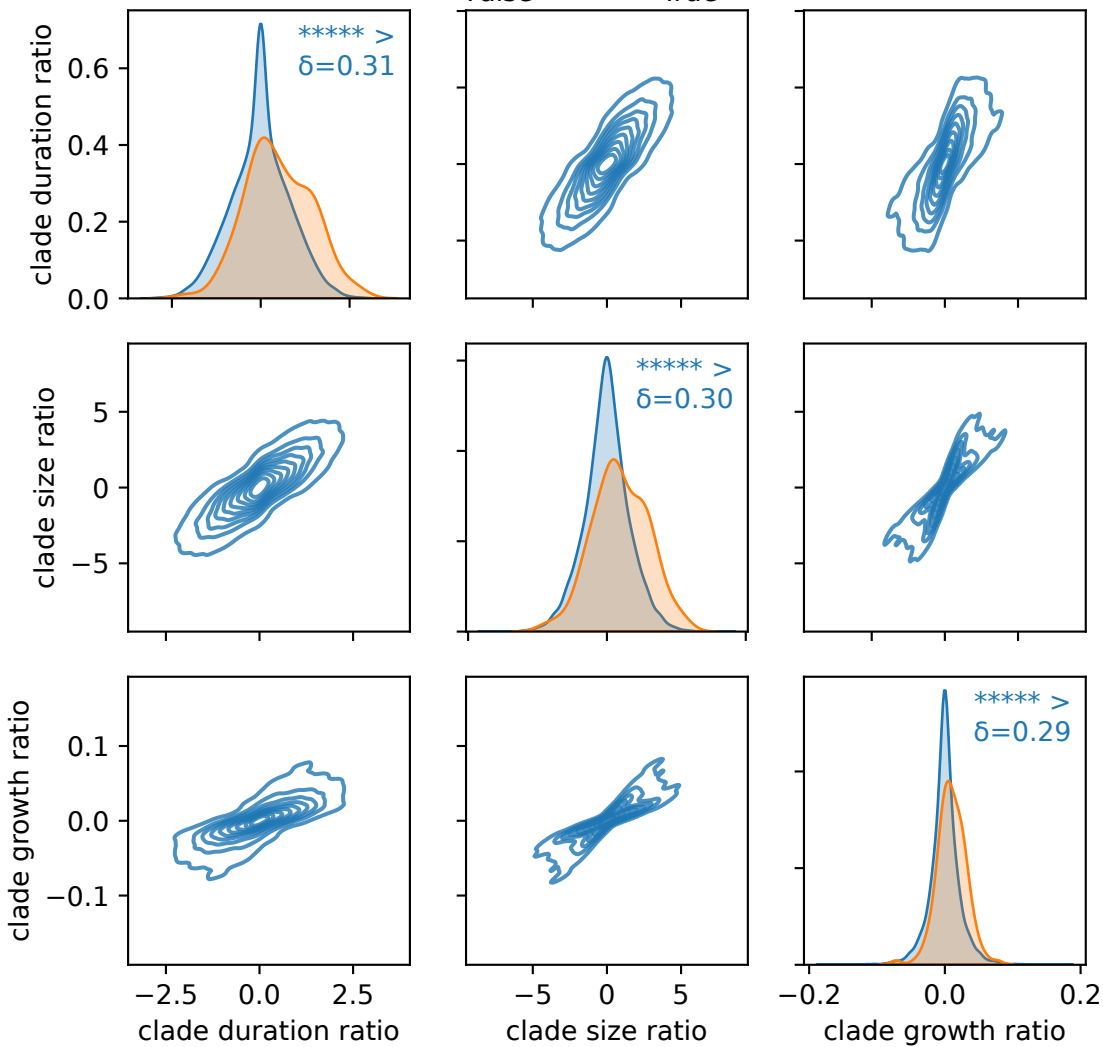 clade duration ratio
0.6
0.4
0.2
0.0
***** >
δ=0.31
clade size ratio
5
0
−5
***** >
δ=0.30
clade growth ratio
0.1
0.0
−0.1
***** >
δ=0.29
−2.5 0.0 2.5
−5 0 5
−0.2 0.0 0.2
clade duration ratio
clade size ratio
clade growth ratio